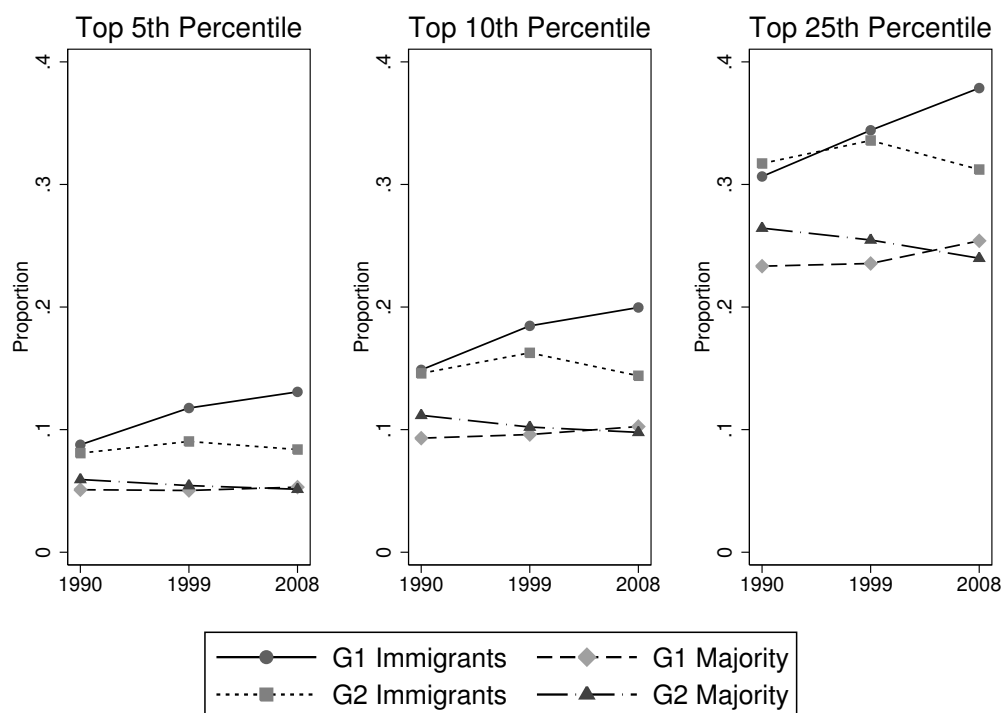 Top 5th Percentile
Proportion
.4
.3
.2
.1
0
1990 1999 2008
Top 10th Percentile
Proportion
.4
.3
.2
.1
0
1990 1999 2008
Top 25th Percentile
Proportion
.4
.3
.2
.1
0
1990 1999 2008
G1 Immigrants G1 Majority
G2 Immigrants G2 Majority